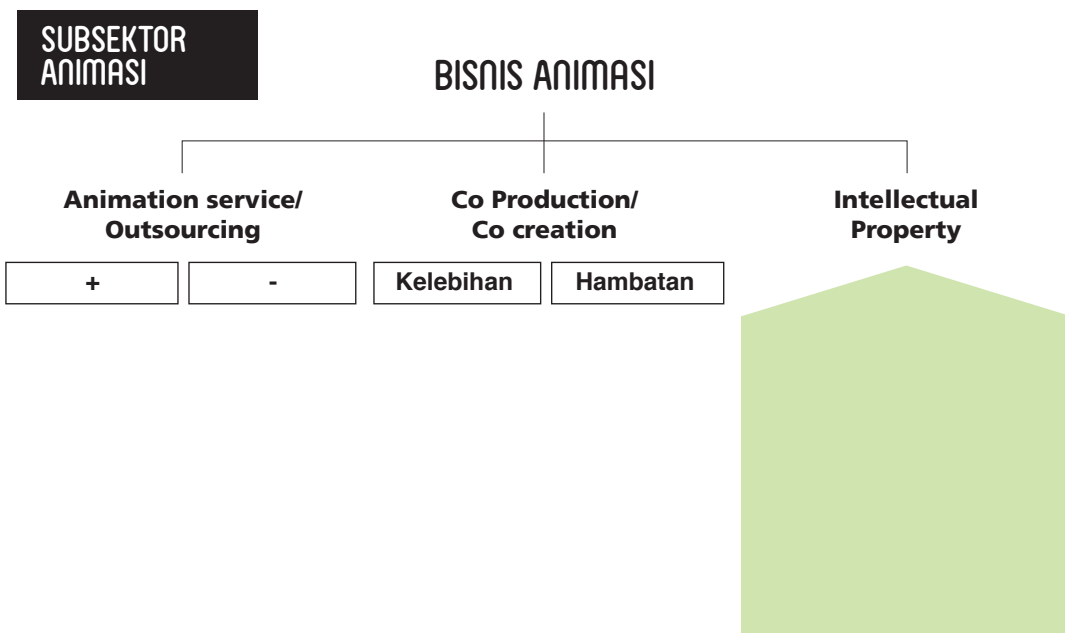 SUBSEKTOR
ANIMASI
BISNIS ANIMASI
Animation service/
Outsourcing
Co Production/
Co creation
Intellectual
Property
+
-
Kelebihan
Hambatan